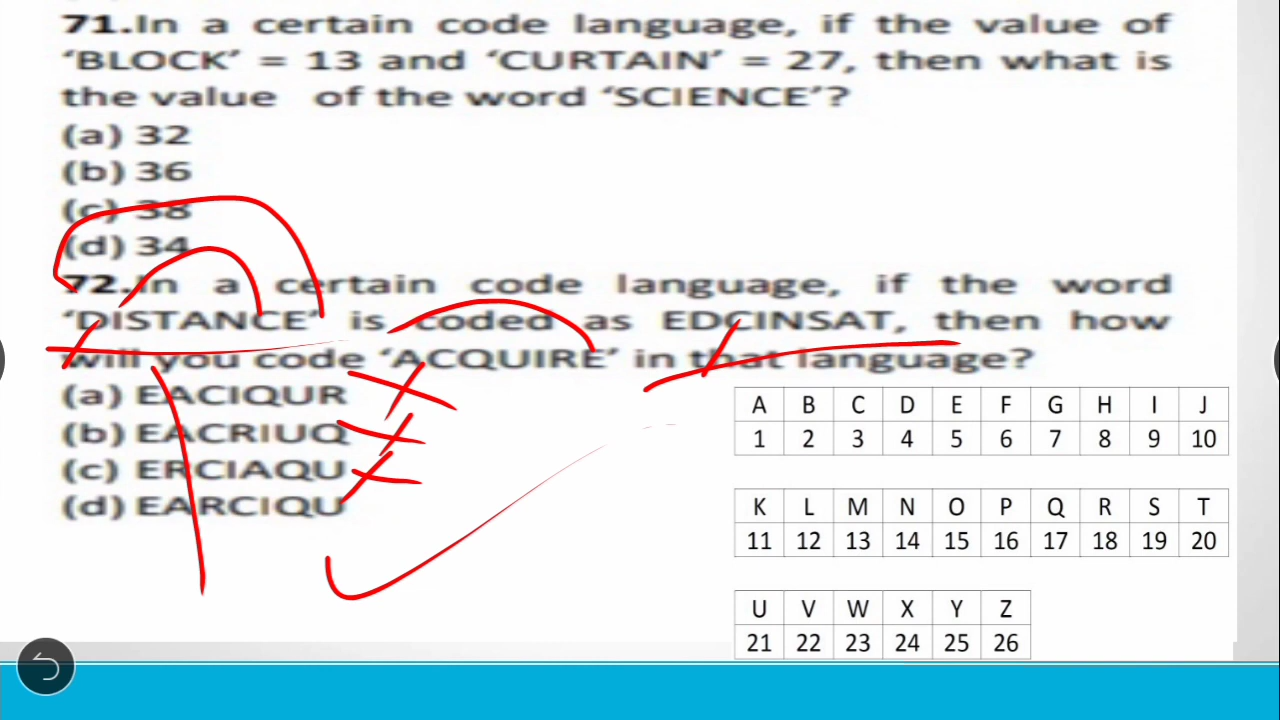 71.In a certain code language, if the value of
‘BLOCK’ = 13 and ‘CURTAIN’ = 27, then what is
the value of the word ‘SCIENCE’?
(a) 32
(b) 36
(c) 38
(d) 34
72.In a certain code language, if the word
‘DISTANCE’ is coded as EDCINSAT, then how
will you code ‘ACQUIRE’ in that language?
(a) EACIQUR
(b) EACRIUQ
(c) ERCIAQU
(d) EARCIQU
A B C D E F G H I J
1 2 3 4 5 6 7 8 9 10
K L M N O P Q R S T
11 12 13 14 15 16 17 18 19 20
U V W X Y Z
21 22 23 24 25 26